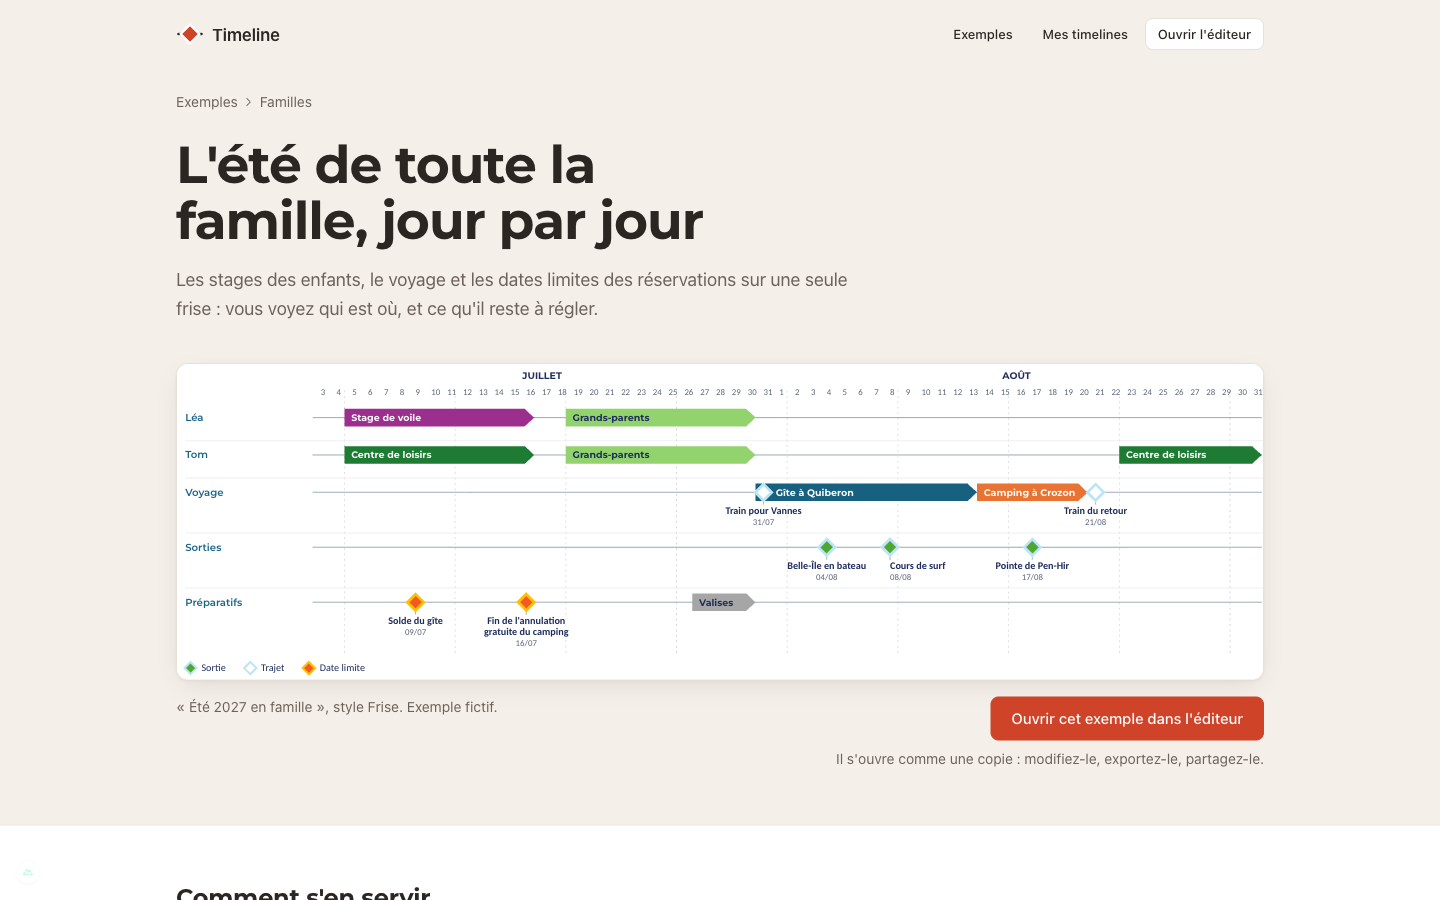 Timeline
Exemples
Mes timelines
Ouvrir l'éditeur
Exemples > Familles
L'été de toute la
famille, jour par jour
Les stages des enfants, le voyage et les dates limites des réservations sur une seule
frise : vous voyez qui est où, et ce qu'il reste à régler.
JUILLET AOÛT
3 4 5 6 7 8 9 10 11 12 13 14 15 16 17 18 19 20 21 22 23 24 25 26 27 28 29 30 31 1 2 3 4 5 6 7 8 9 10 11 12 13 14 15 16 17 18 19 20 21 22 23 24 25 26 27 28 29 30 31
Léa Stage de voile Grands-parents
Tom Centre de loisirs Grands-parents Centre de loisirs
Voyage Gîte à Quiberon Camping à Crozon
Train pour Vannes Train du retour
31/07 21/08
Sorties
Belle-Île en bateau Cours de surf Pointe de Pen-Hir
04/08 08/08 17/08
Préparatifs Valises
Solde du gîte Fin de l'annulation
09/07 gratuite du camping
16/07
Sortie Trajet Date limite
« Été 2027 en famille », style Frise. Exemple fictif.
Ouvrir cet exemple dans l'éditeur
Il s'ouvre comme une copie : modifiez-le, exportez-le, partagez-le.
Comment s'en servir